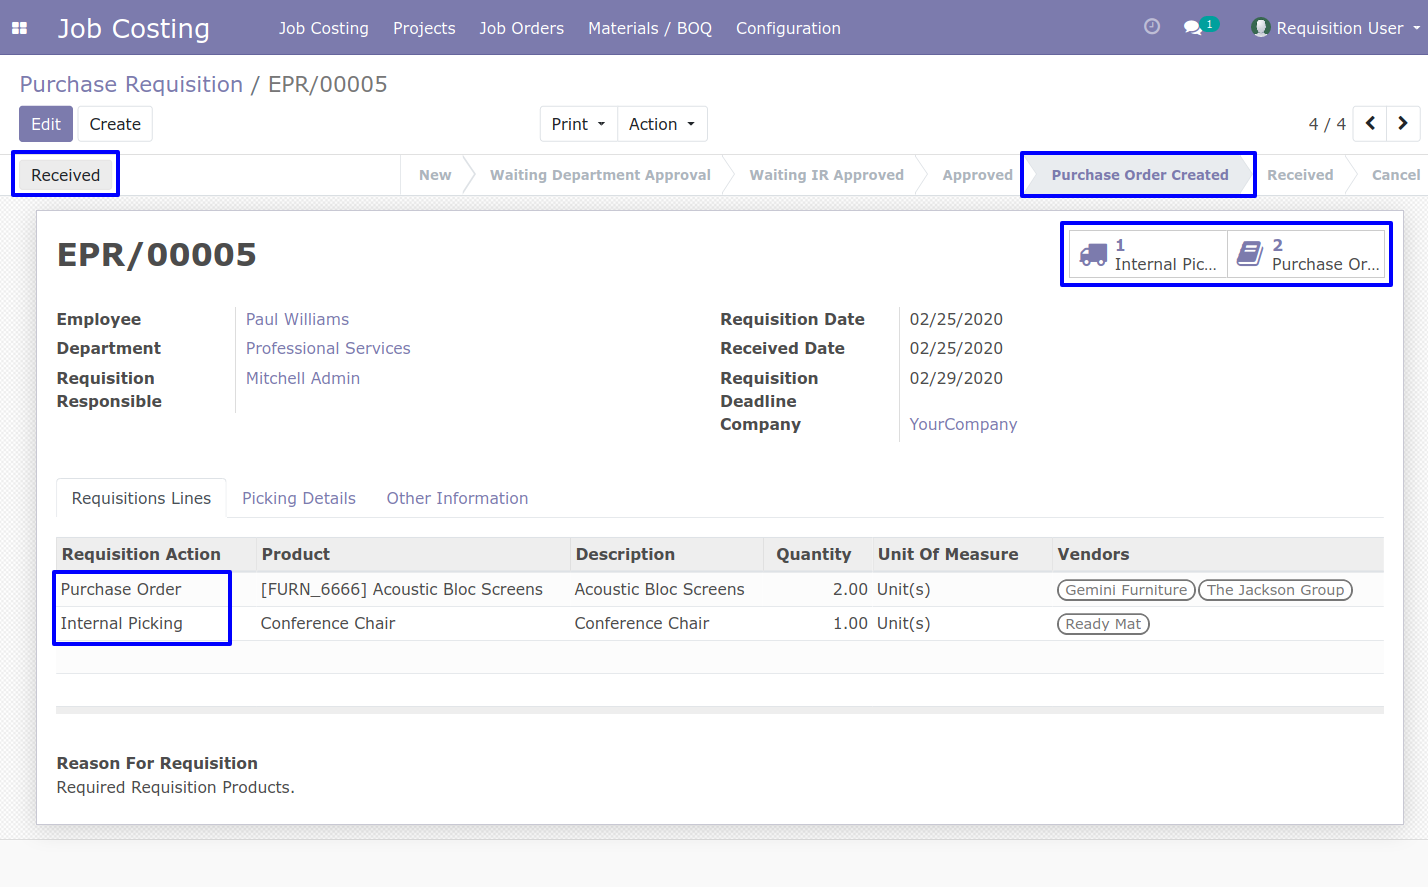 Job Costing Job Costing Projects Job Orders Materials / BOQ Configuration 1 Requisition User
Purchase Requisition / EPR/00005
Edit Create Print Action 4 / 4
Received New Waiting Department Approval Waiting IR Approved Approved Purchase Order Created Received Cancel
EPR/00005
1 Internal Pic...
2 Purchase Or...
Employee Paul Williams
Department Professional Services
Requisition Responsible Mitchell Admin
Requisition Date 02/25/2020
Received Date 02/25/2020
Requisition Deadline 02/29/2020
Company YourCompany
Requisitions Lines Picking Details Other Information
Requisition Action Product Description Quantity Unit Of Measure Vendors
Purchase Order [FURN_6666] Acoustic Bloc Screens Acoustic Bloc Screens 2.00 Unit(s) Gemini Furniture The Jackson Group
Internal Picking Conference Chair Conference Chair 1.00 Unit(s) Ready Mat
Reason For Requisition
Required Requisition Products.